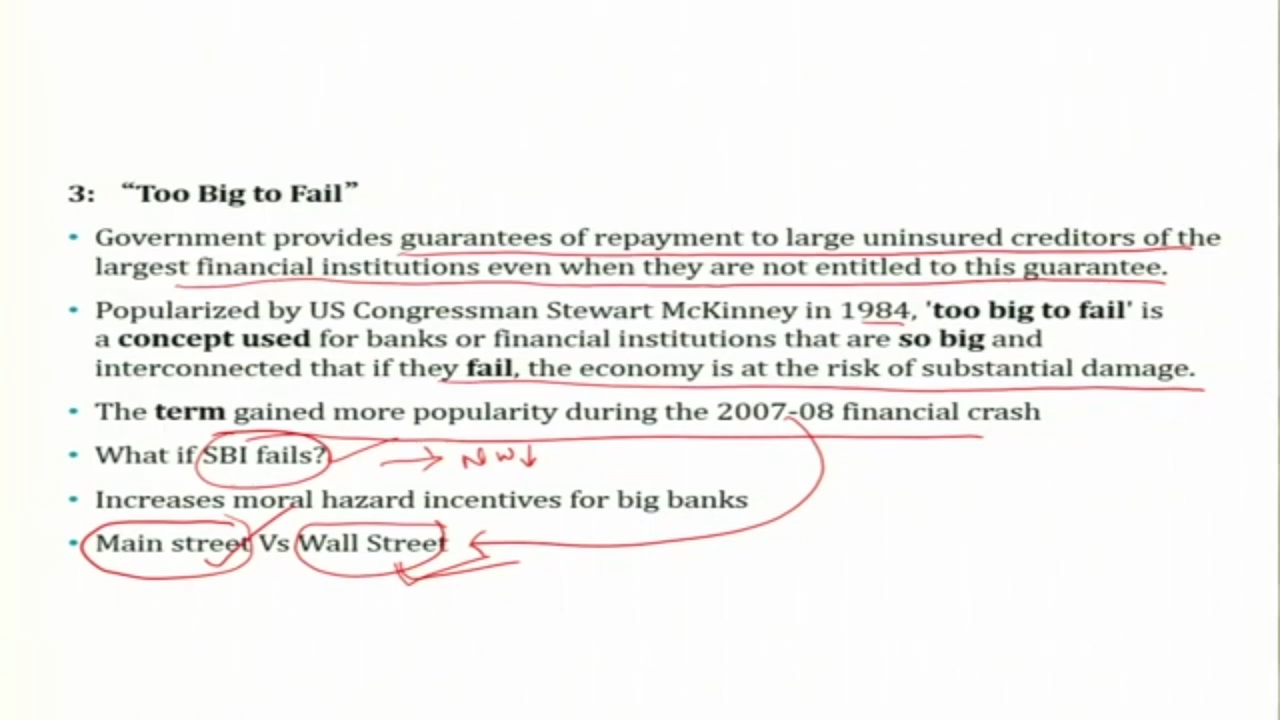 3: “Too Big to Fail”
• Government provides guarantees of repayment to large uninsured creditors of the
largest financial institutions even when they are not entitled to this guarantee.
• Popularized by US Congressman Stewart McKinney in 1984, 'too big to fail' is
a concept used for banks or financial institutions that are so big and
interconnected that if they fail, the economy is at the risk of substantial damage.
• The term gained more popularity during the 2007-08 financial crash
• What if SBI fails? → NW↓
• Increases moral hazard incentives for big banks
• Main street Vs Wall Street